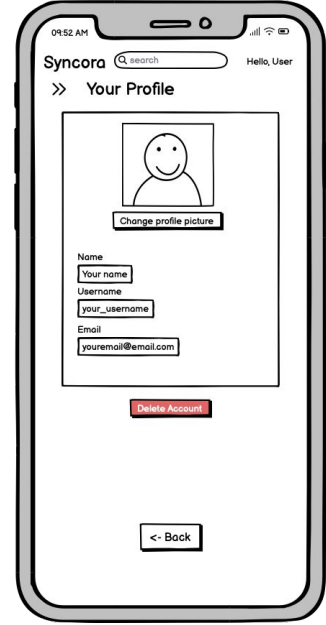 09:52 AM
Syncora
search
Hello, User
>> Your Profile
Change profile picture
Name
Your name
Username
your_username
Email
youremail@email.com
Delete Account
<- Back